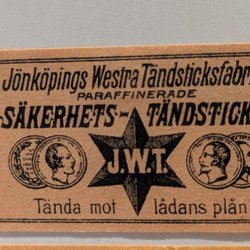 Jönköpings Westra Tändsticksfabr
PARAFFINERADE
SÄKERHETS-TÄNDSTICK
J.W.T.
Tända mot lådans plån